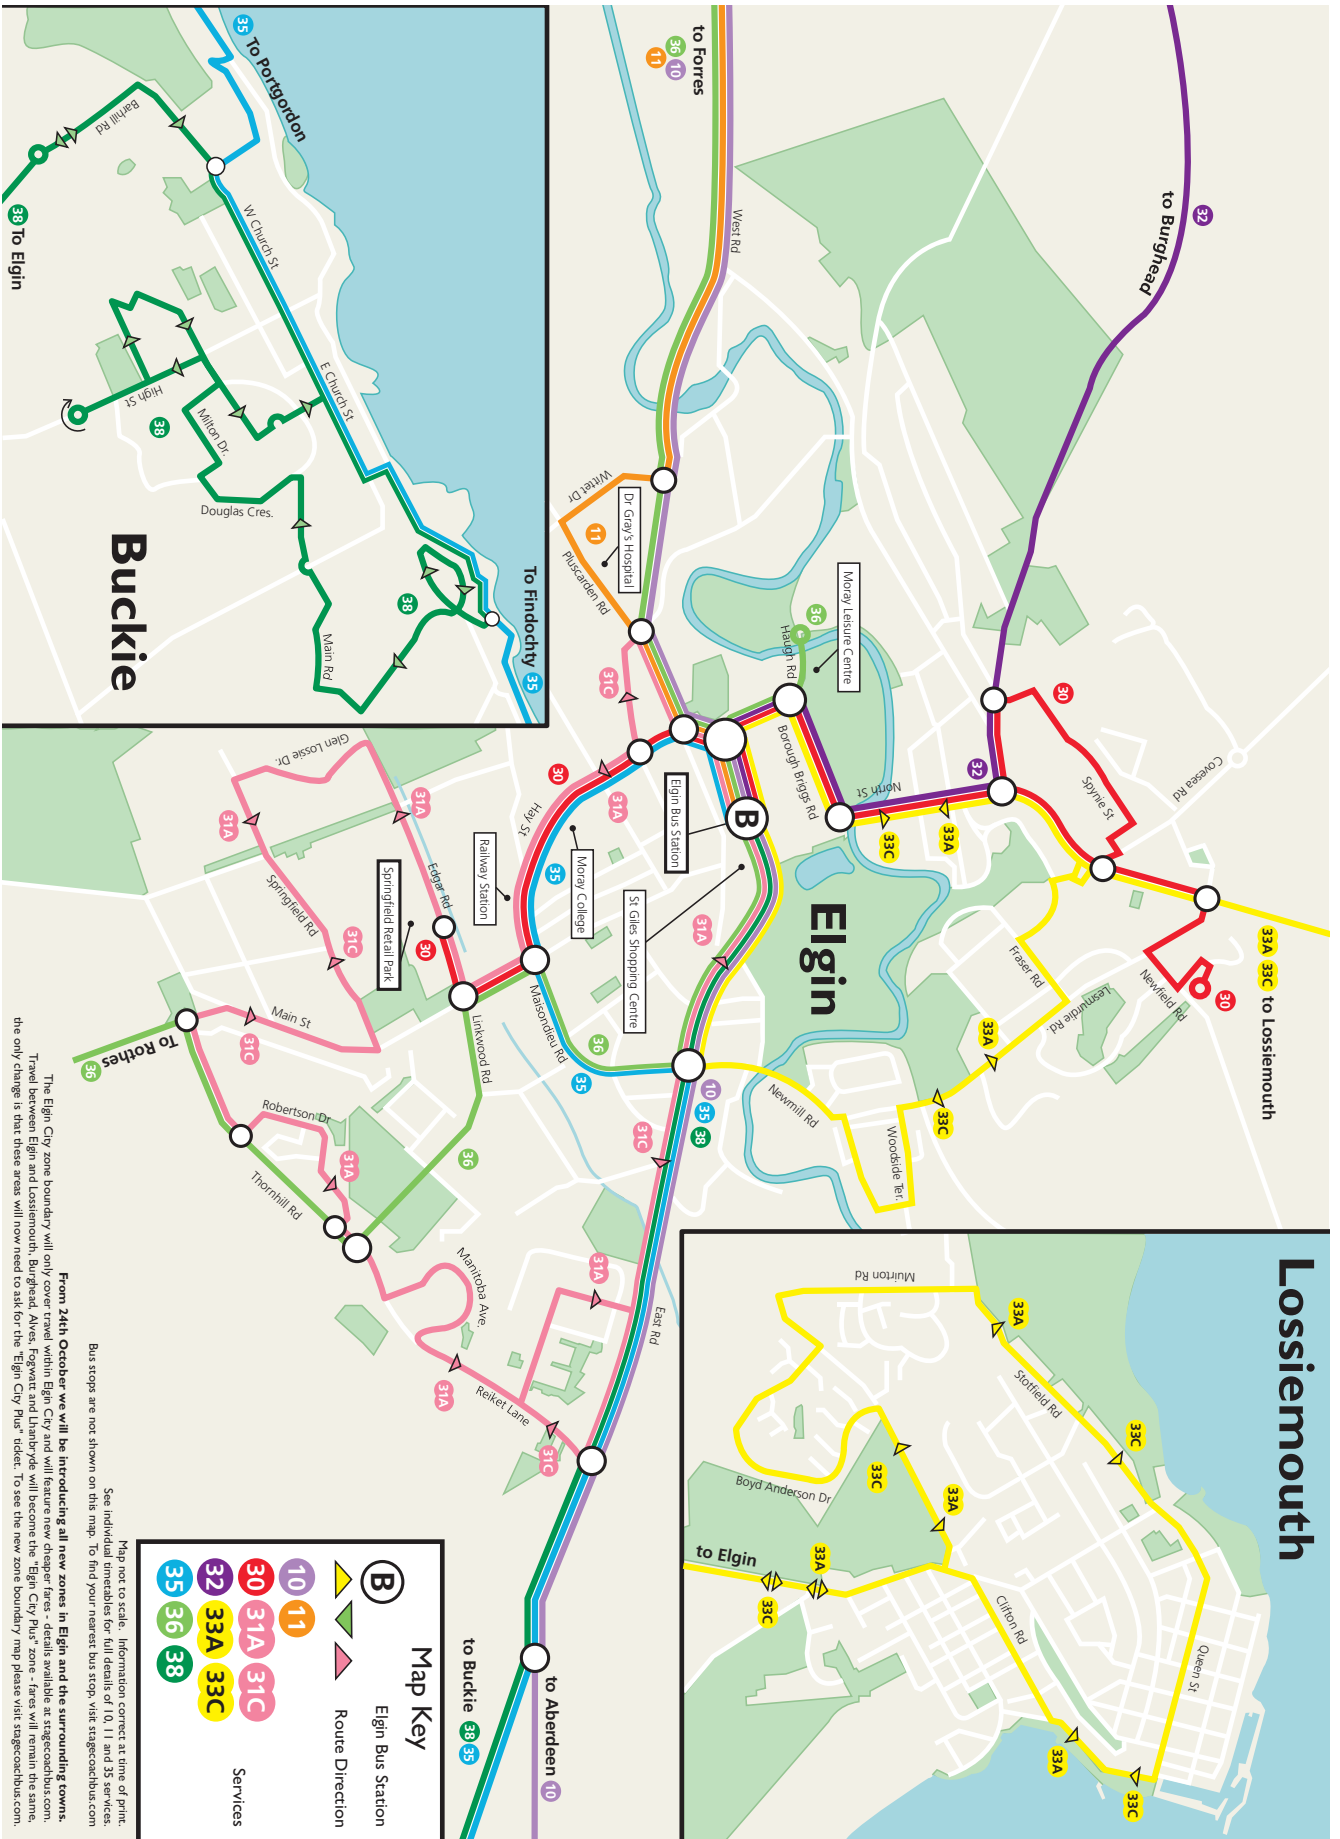 Lossiemouth
Muirton Rd
33A
Stotfield Rd
33C
Queen St
33C
33A
Boyd Anderson Dr
33A
33A
to Elgin
33C
Clifton Rd
33A
33C
32
to Burghead
to Forres
36 10
11
West Rd
Wittet Dr
Dr Gray's Hospital
11
Pluscarden Rd
Moray Leisure Centre
36
Haugh Rd
31C
30
32
Spynie St
Covesea Rd
North St
33A
33C
Borough Briggs Rd
B
Elgin Bus Station
St Giles Shopping Centre
Elgin
33A 33C to Lossiemouth
30
Newfield Rd
Lesmurdie Rd.
Fraser Rd
33A
33C
Woodside Ter.
Newmill Rd
30
31A
Hay St
35
Moray College
Railway Station
31A
Glen Lossie Dr.
31A
31A
Edgar Rd
Springfield Retail Park
30
Springfield Rd
31C
Maisondieu Rd
36
35
10
35
38
31C
Linkwood Rd
Main St
31C
To Rothes
36
Robertson Dr
31A
Thornhill Rd
36
Manitoba Ave.
31A
East Rd
31A
Reiket Lane
31C
to Aberdeen 10
to Buckie 38 35
35 To Portgordon
Barhill Rd
38 To Elgin
W Church St
E Church St
High St
38
Milton Dr.
Douglas Cres.
Buckie
38
Main Rd
To Findochty 35
Map Key
B Elgin Bus Station
Route Direction
10 11
30 31A 31C
32 33A 33C
35 36 38
Services
Map not to scale. Information correct at time of print.
See individual timetables for full details of 10, 11 and 35 services.
Bus stops are not shown on this map. To find your nearest bus stop, visit stagecoachbus.com
From 24th October we will be introducing all new zones in Elgin and the surrounding towns.
The Elgin City zone boundary will only cover travel within Elgin City and will feature new cheaper fares - details available at stagecoachbus.com.
Travel between Elgin and Lossiemouth, Burghead, Alves, Fogwatt and Lhanbryde will become the "Elgin City Plus" zone - fares will remain the same,
the only change is that these areas will now need to ask for the "Elgin City Plus" ticket. To see the new zone boundary map please visit stagecoachbus.com.